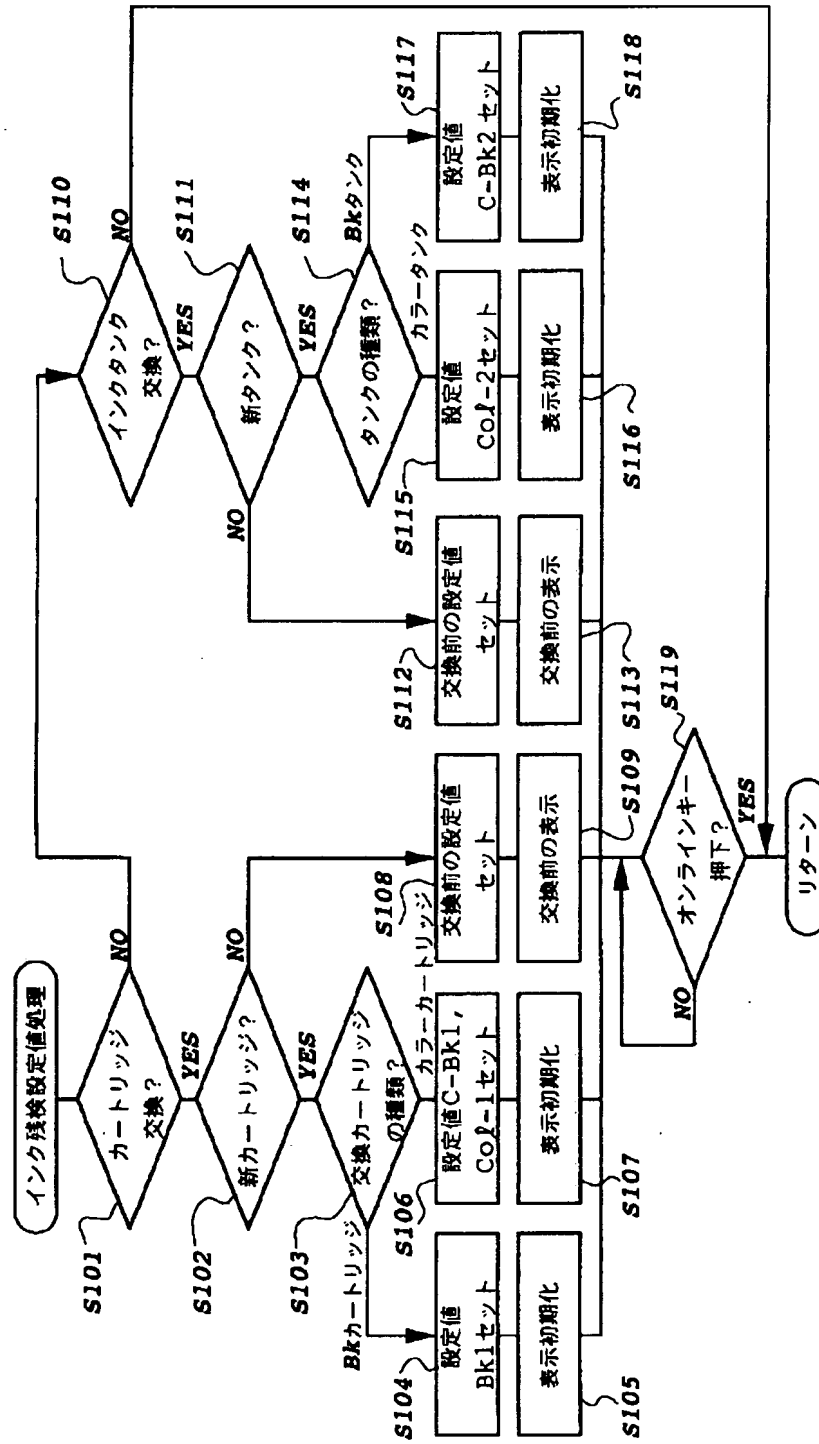 インク残検設定値処理
S101
カートリッジ
交換?
NO
YES
S102
新カートリッジ?
NO
YES
S103
交換カートリッジ
の種類?
Bkカートリッジ
カラーカートリッジ
S104
設定値
Bk1セット
S105
表示初期化
S106
設定値C-Bk1,
Col-1セット
S107
表示初期化
S108
交換前の設定値
セット
S109
交換前の表示
S110
インクタンク
交換?
NO
YES
S111
新タンク?
NO
YES
S112
交換前の設定値
セット
S113
交換前の表示
S114
タンクの種類?
Bkタンク
カラータンク
S115
設定値
Col-2セット
S116
表示初期化
S117
設定値
C-Bk2セット
S118
表示初期化
S119
オンラインキー
押下?
NO
YES
リターン